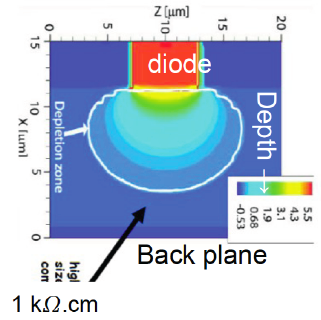 Z [μm]
0
5
10
15
20
15
10
5
0
X [μm]
diode
Depletion zone
Depth
5.5
4.3
3.1
1.9
0.68
-0.53
Back plane
1 kΩ.cm